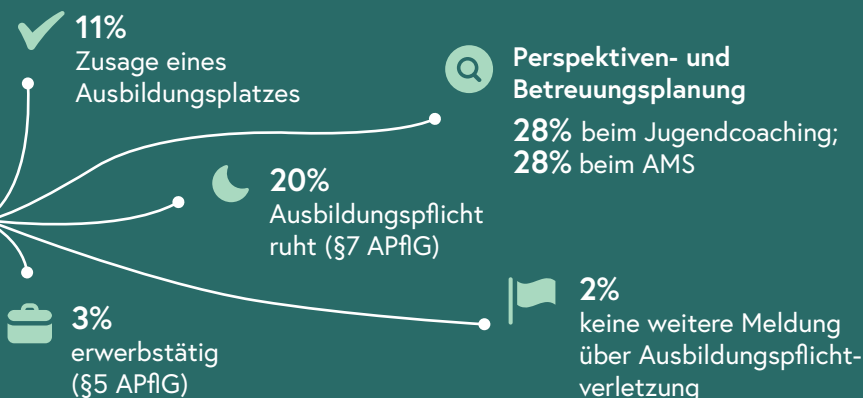 11%
Zusage eines
Ausbildungsplatzes
Perspektiven- und
Betreuungsplanung
28% beim Jugendcoaching;
28% beim AMS
20%
Ausbildungspflicht
ruht (§7 APflG)
3%
erwerbstätig
(§5 APflG)
2%
keine weitere Meldung
über Ausbildungspflicht-
verletzung